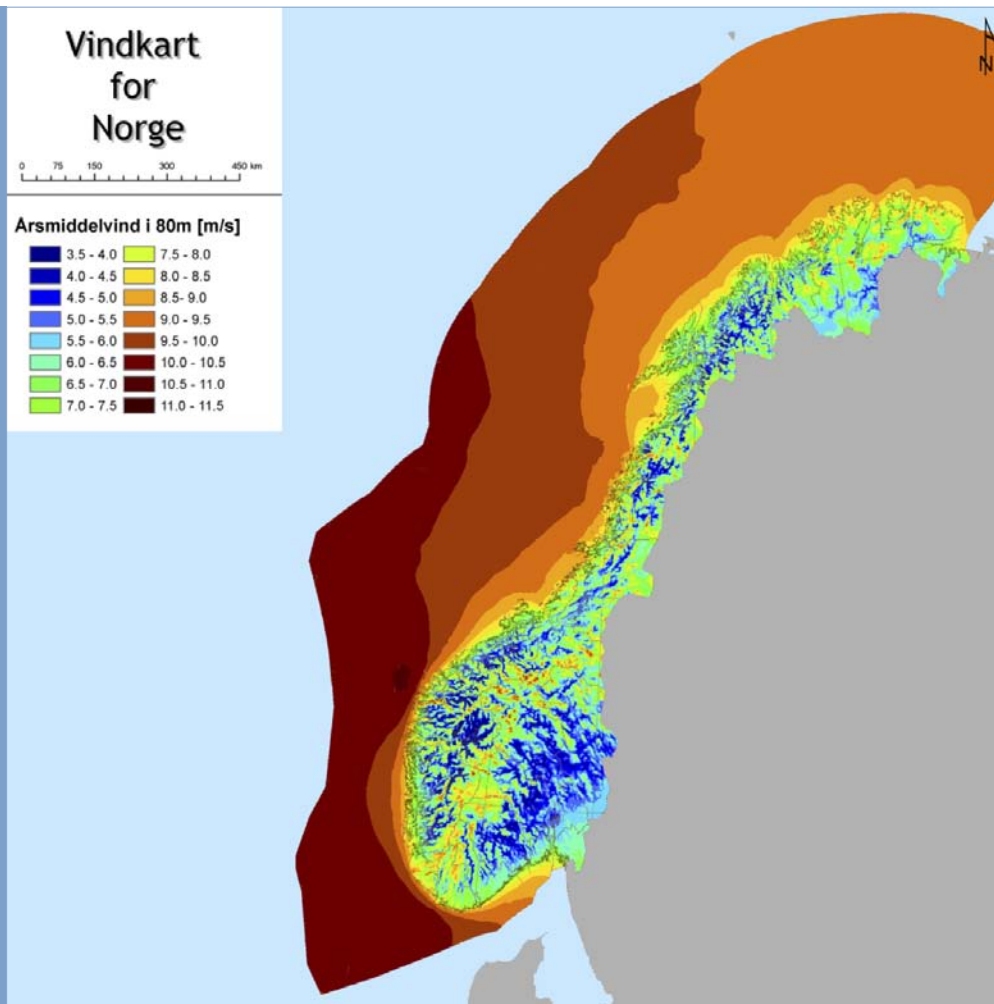 Vindkart
for
Norge
0 75 150 300 450 km
Årsmiddelvind i 80m [m/s]
3.5 - 4.0 7.5 - 8.0
4.0 - 4.5 8.0 - 8.5
4.5 - 5.0 8.5- 9.0
5.0 - 5.5 9.0 - 9.5
5.5 - 6.0 9.5 - 10.0
6.0 - 6.5 10.0 - 10.5
6.5 - 7.0 10.5 - 11.0
7.0 - 7.5 11.0 - 11.5
N